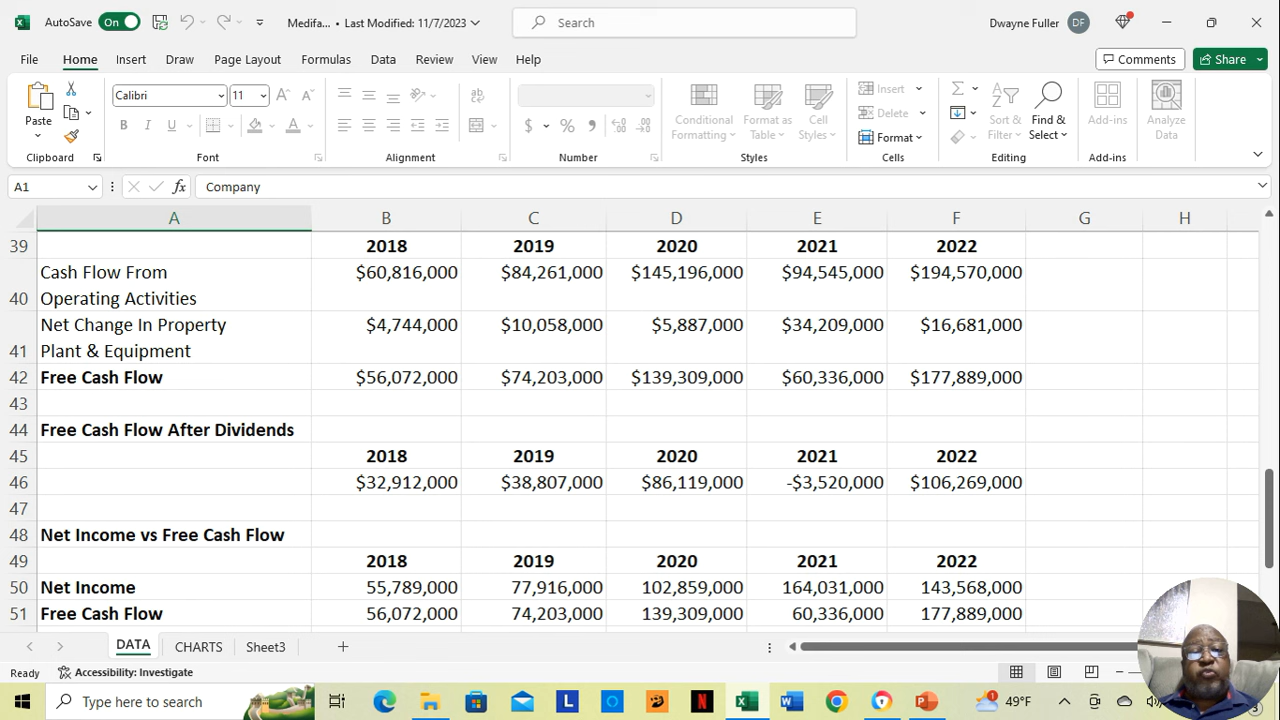 AutoSave On Medifa... • Last Modified: 11/7/2023 Search Dwayne Fuller DF
File Home Insert Draw Page Layout Formulas Data Review View Help Comments Share
Paste
Clipboard
Calibri 11
B I U A
Font
ab
Alignment
$ % ,
Number
Conditional Formatting
Format as Table
Cell Styles
Styles
Insert
Delete
Format
Cells
Sort & Filter
Find & Select
Editing
Add-ins
Add-ins
Analyze Data
A1 fx Company
A B C D E F G H
39 2018 2019 2020 2021 2022
Cash Flow From $60,816,000 $84,261,000 $145,196,000 $94,545,000 $194,570,000
40 Operating Activities
Net Change In Property $4,744,000 $10,058,000 $5,887,000 $34,209,000 $16,681,000
41 Plant & Equipment
42 Free Cash Flow $56,072,000 $74,203,000 $139,309,000 $60,336,000 $177,889,000
43
44 Free Cash Flow After Dividends
45 2018 2019 2020 2021 2022
46 $32,912,000 $38,807,000 $86,119,000 -$3,520,000 $106,269,000
47
48 Net Income vs Free Cash Flow
49 2018 2019 2020 2021 2022
50 Net Income 55,789,000 77,916,000 102,859,000 164,031,000 143,568,000
51 Free Cash Flow 56,072,000 74,203,000 139,309,000 60,336,000 177,889,000
DATA CHARTS Sheet3
Ready Accessibility: Investigate
Type here to search 49°F